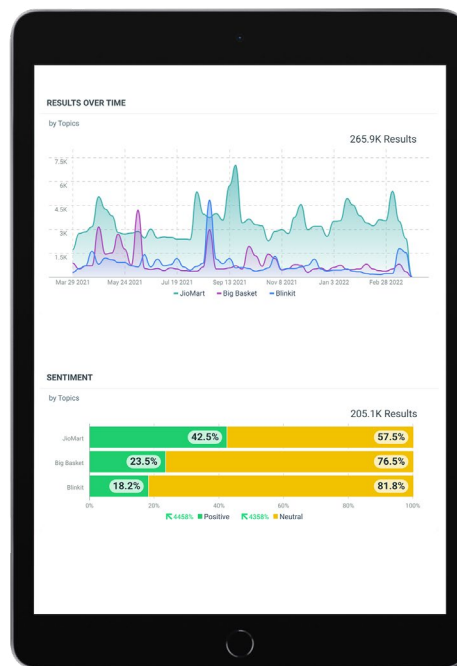 RESULTS OVER TIME
by Topics
265.9K Results
7.5K
6K
4.5K
3K
1.5K
Mar 29 2021 May 24 2021 Jul 19 2021 Sep 13 2021 Nov 8 2021 Jan 3 2022 Feb 28 2022
JioMart Big Basket Blinkit
SENTIMENT
by Topics
205.1K Results
JioMart 42.5% 57.5%
Big Basket 23.5% 76.5%
Blinkit 18.2% 81.8%
0% 20% 40% 60% 80% 100%
4458% Positive 4358% Neutral